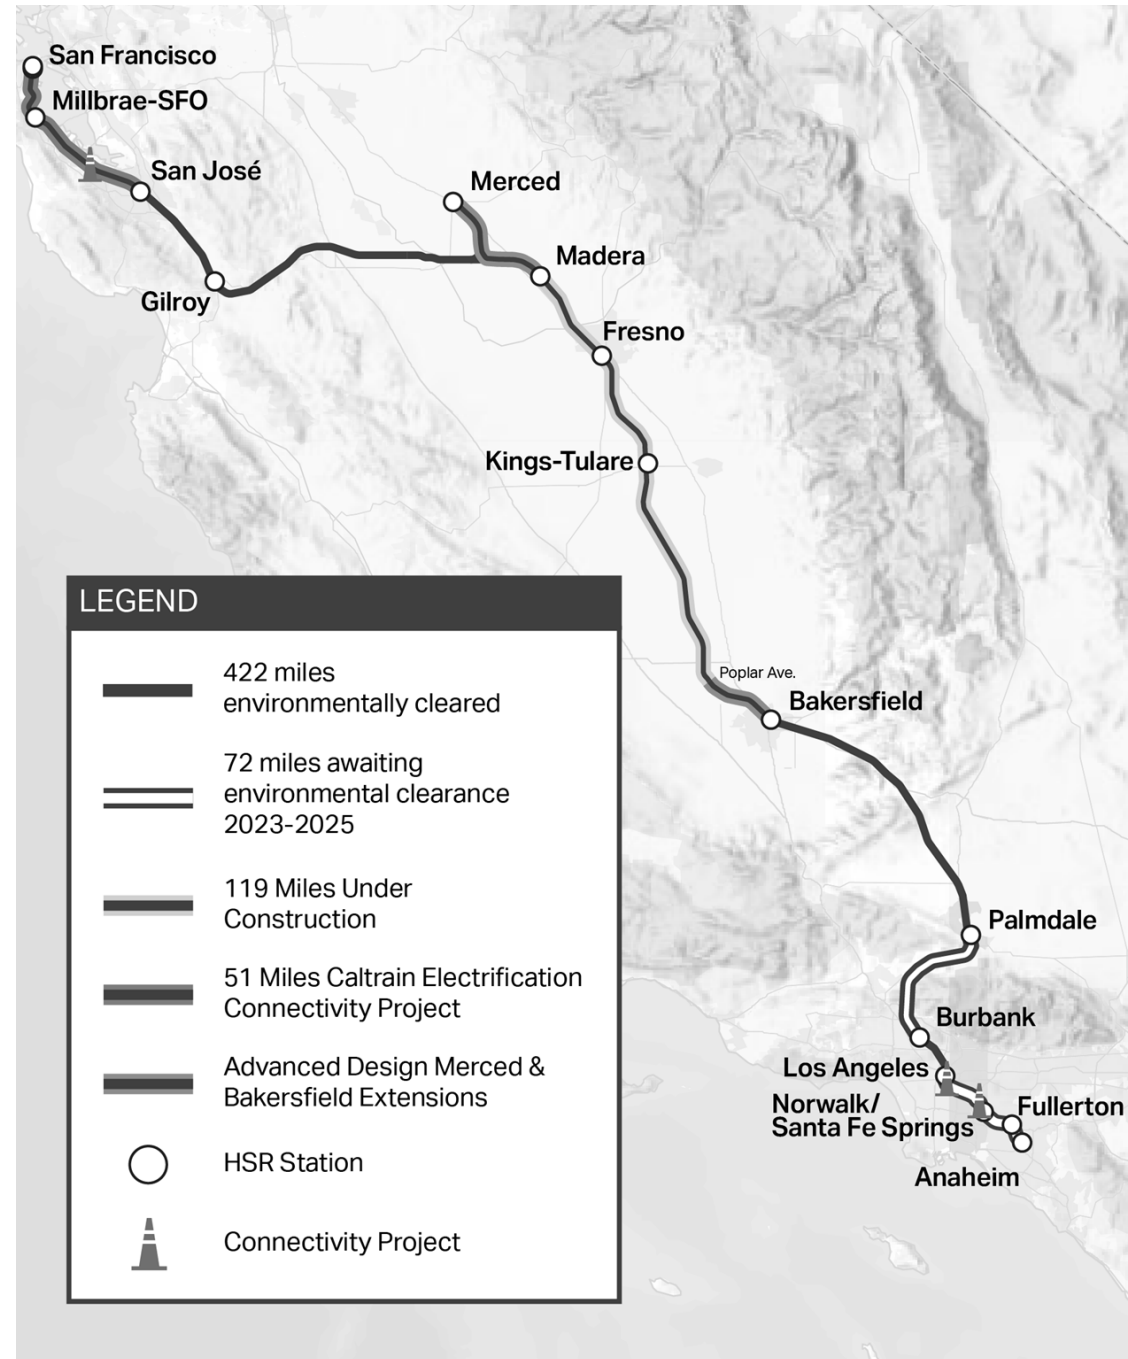 San Francisco
Millbrae-SFO
San José
Merced
Madera
Gilroy
Fresno
Kings-Tulare
LEGEND
422 miles
environmentally cleared
72 miles awaiting
environmental clearance
2023-2025
119 Miles Under
Construction
51 Miles Caltrain Electrification
Connectivity Project
Advanced Design Merced &
Bakersfield Extensions
HSR Station
Connectivity Project
Poplar Ave.
Bakersfield
Palmdale
Burbank
Los Angeles
Norwalk/
Santa Fe Springs
Fullerton
Anaheim